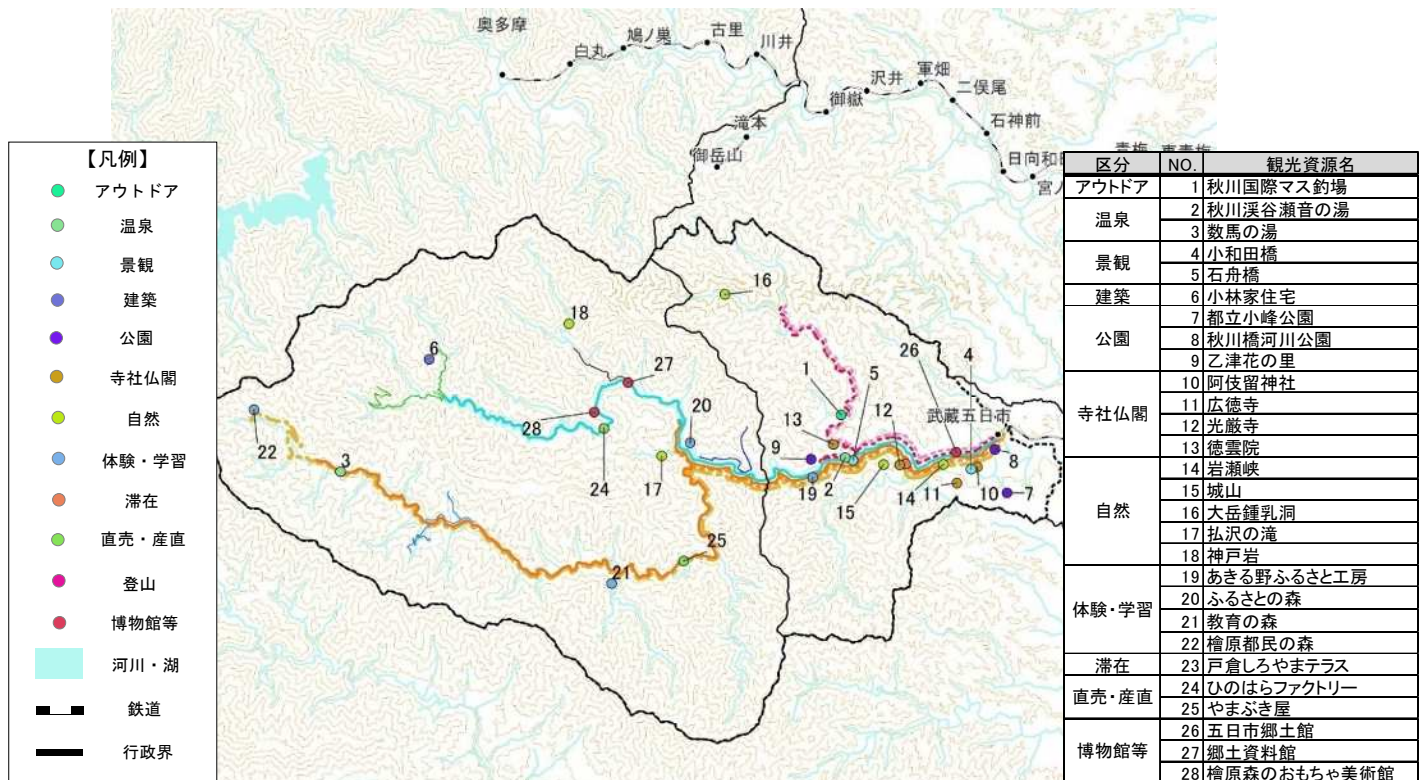 奥多摩
白丸
鳩ノ巣
古里
川井
御嶽
沢井
軍畑
二俣尾
石神前
日向和田
滝本
御岳山
【凡例】
アウトドア
温泉
景観
建築
公園
寺社仏閣
自然
体験・学習
滞在
直売・産直
登山
博物館等
河川・湖
鉄道
行政界
16
18
6
27
26
4
1
5
12
武蔵五日市
13
20
28
9
8
22
3
24
17
19
2
15
14
11
10
7
25
21
区分 NO. 観光資源名
アウトドア 1 秋川国際マス釣場
温泉 2 秋川渓谷瀬音の湯
3 数馬の湯
景観 4 小和田橋
5 石舟橋
建築 6 小林家住宅
公園 7 都立小峰公園
8 秋川橋河川公園
9 乙津花の里
寺社仏閣 10 阿伎留神社
11 広徳寺
12 光厳寺
13 徳雲院
自然 14 岩瀬峡
15 城山
16 大岳鍾乳洞
17 払沢の滝
18 神戸岩
体験・学習 19 あきる野ふるさと工房
20 ふるさとの森
21 教育の森
22 檜原都民の森
滞在 23 戸倉しろやまテラス
直売・産直 24 ひのはらファクトリー
25 やまぶき屋
博物館等 26 五日市郷土館
27 郷土資料館
28 檜原森のおもちゃ美術館